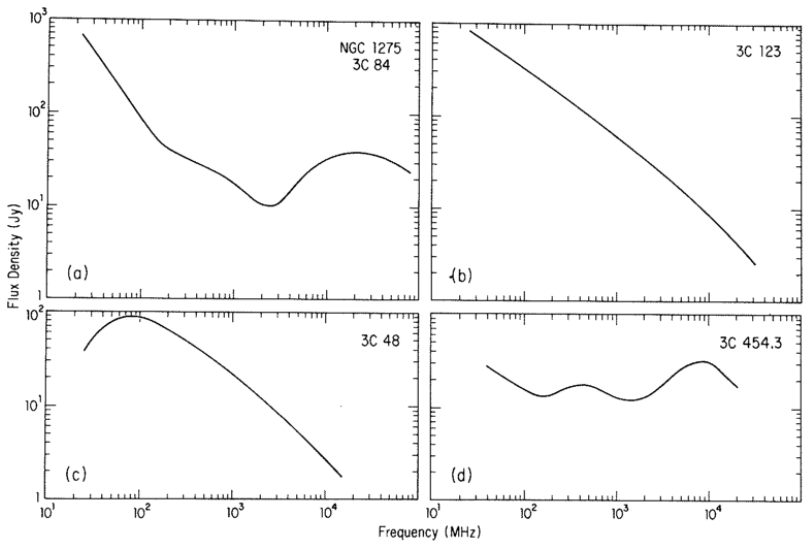 NGC 1275
3C 84
3C 123
10³
10²
10¹
1
(a)
(b)
Flux Density (Jy)
3C 48
3C 454.3
10²
10¹
1
(c)
(d)
10¹
10²
10³
10⁴
10¹
10²
10³
10⁴
Frequency (MHz)